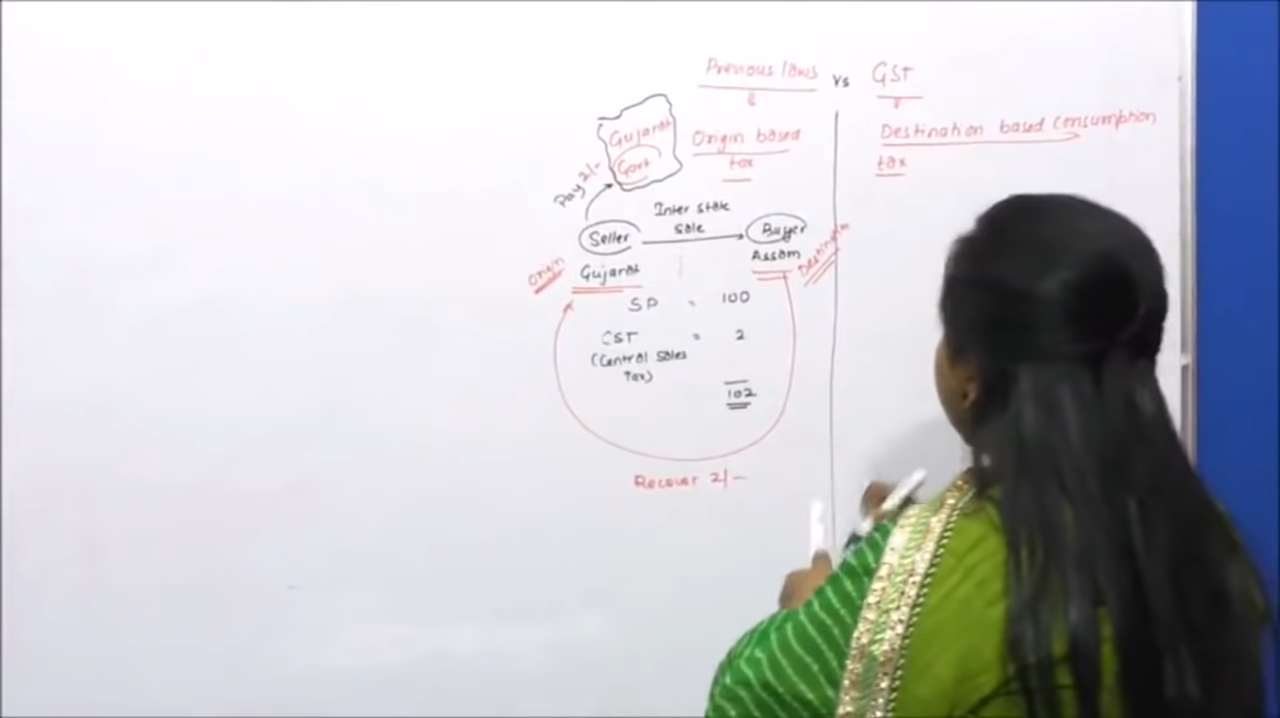 Previous laws vs GST
Origin based
tax
Destination based consumption
tax
Gujarat
Govt
Pay 2/-
Inter state
sale
Seller
Buyer
Origin
Gujarat
Assam
Destination
SP = 100
CST = 2
(Central Sales
Tax)
102
Recover 2/-